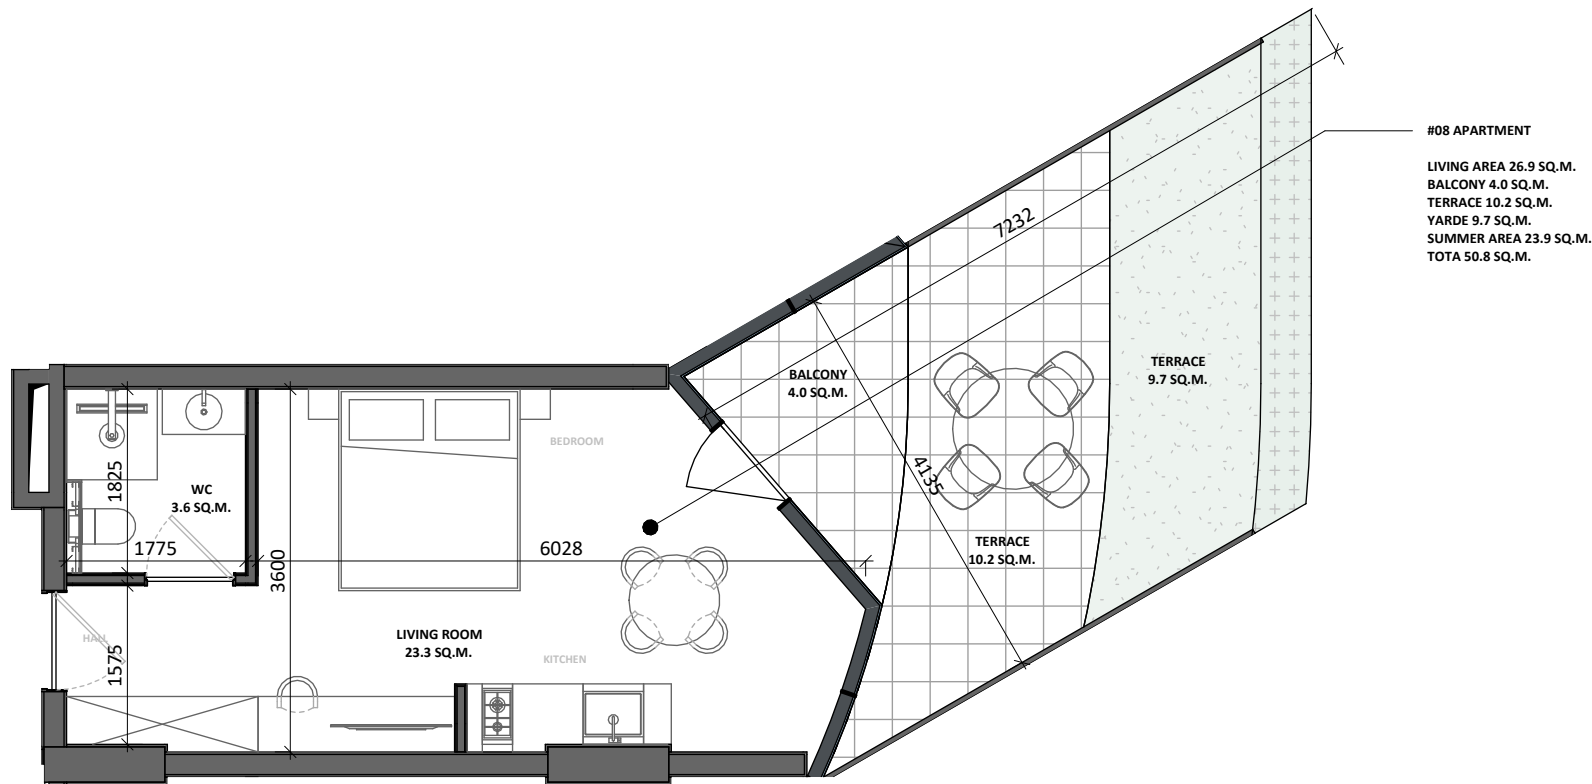 #08 APARTMENT
LIVING AREA 26.9 SQ.M.
BALCONY 4.0 SQ.M.
TERRACE 10.2 SQ.M.
YARDE 9.7 SQ.M.
SUMMER AREA 23.9 SQ.M.
TOTA 50.8 SQ.M.
7232
TERRACE
9.7 SQ.M.
BALCONY
4.0 SQ.M.
BEDROOM
4135
1825
WC
3.6 SQ.M.
1775
3600
6028
TERRACE
10.2 SQ.M.
HALL
1575
LIVING ROOM
23.3 SQ.M.
KITCHEN